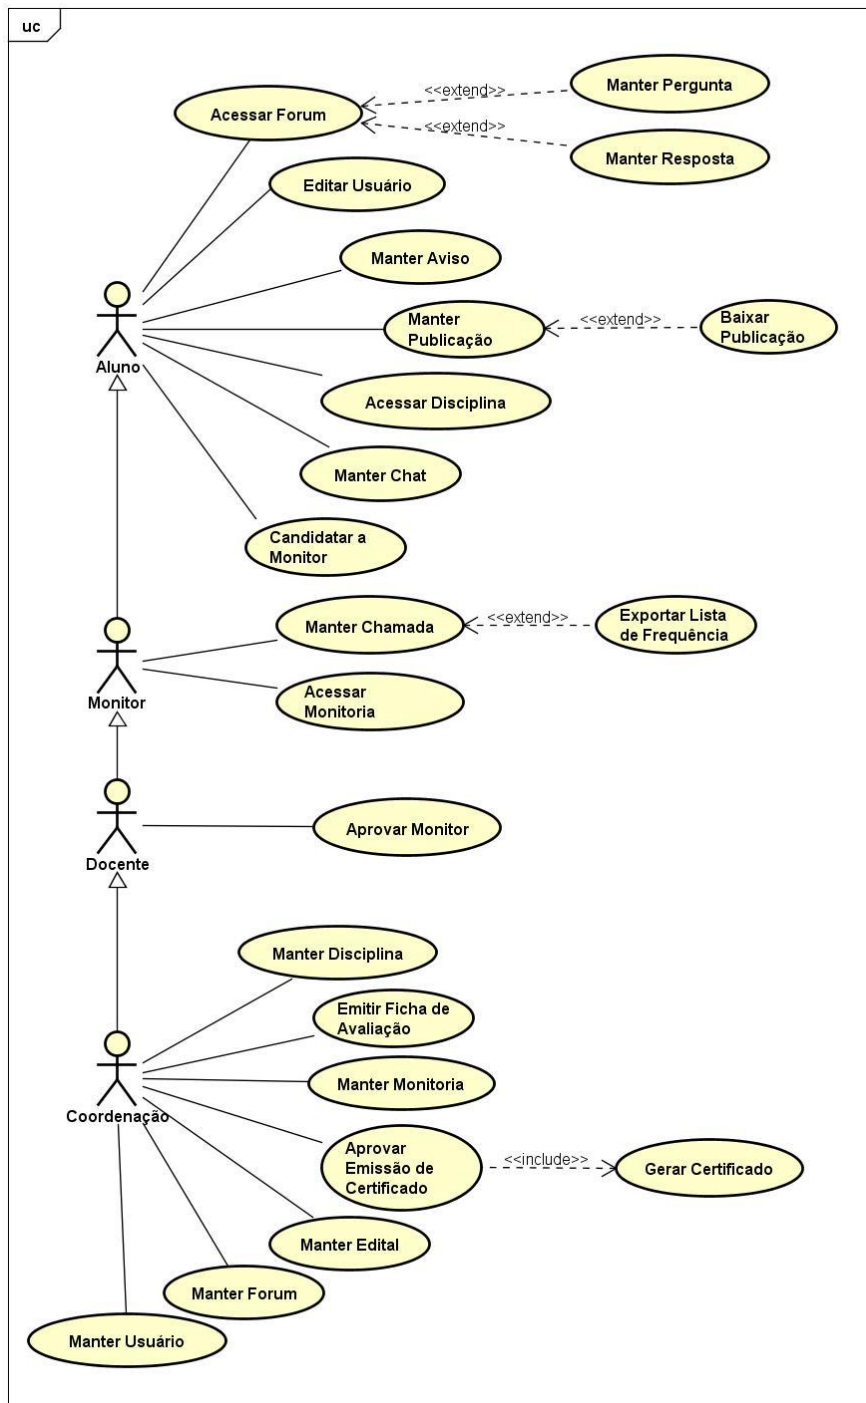 uc
<<extend>>
Manter Pergunta
Acessar Forum
<<extend>>
Manter Resposta
Editar Usuário
Manter Aviso
Manter
Publicação
<<extend>>
Baixar
Publicação
Aluno
Acessar Disciplina
Manter Chat
Candidatar a
Monitor
Manter Chamada
<<extend>>
Exportar Lista
de Frequência
Monitor
Acessar
Monitoria
Aprovar Monitor
Docente
Manter Disciplina
Emitir Ficha de
Avaliação
Manter Monitoria
Coordenação
Aprovar
Emissão de
Certificado
<<include>>
Gerar Certificado
Manter Edital
Manter Forum
Manter Usuário